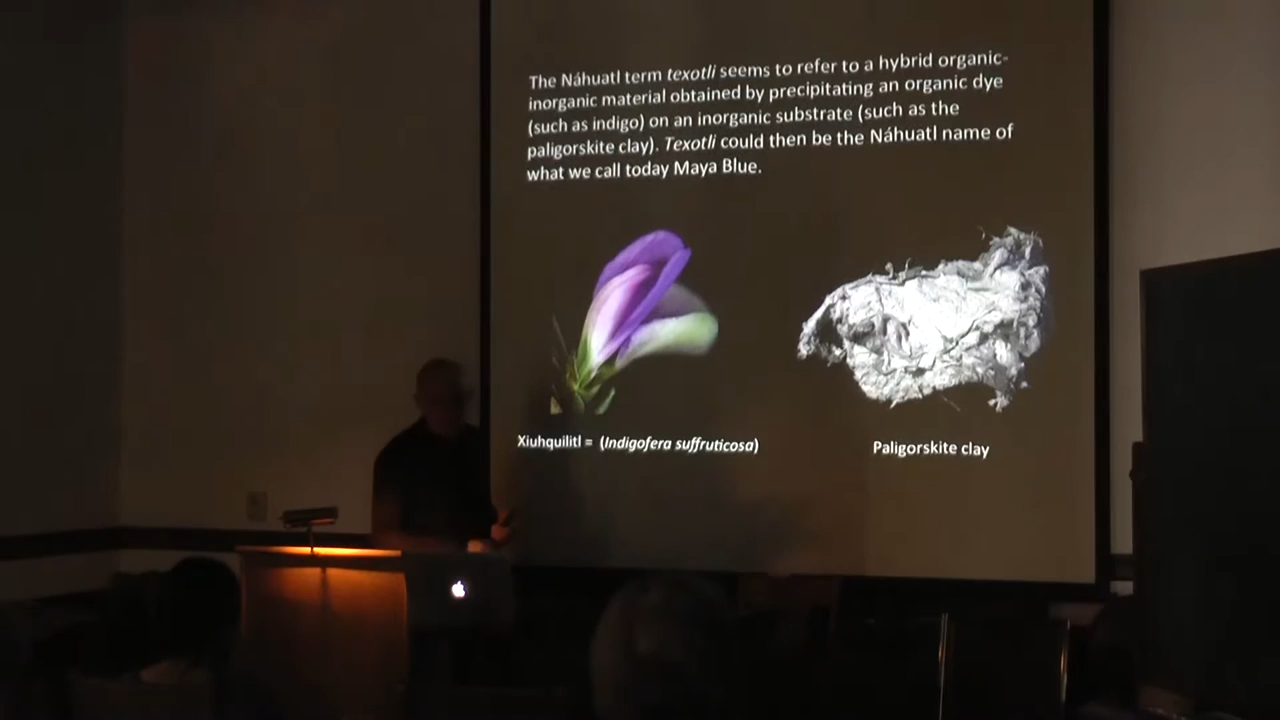 The Náhuatl term texotli seems to refer to a hybrid organic-
inorganic material obtained by precipitating an organic dye
(such as indigo) on an inorganic substrate (such as the
paligorskite clay). Texotli could then be the Náhuatl name of
what we call today Maya Blue.
Xiuhquilitl = (Indigofera suffruticosa)
Paligorskite clay